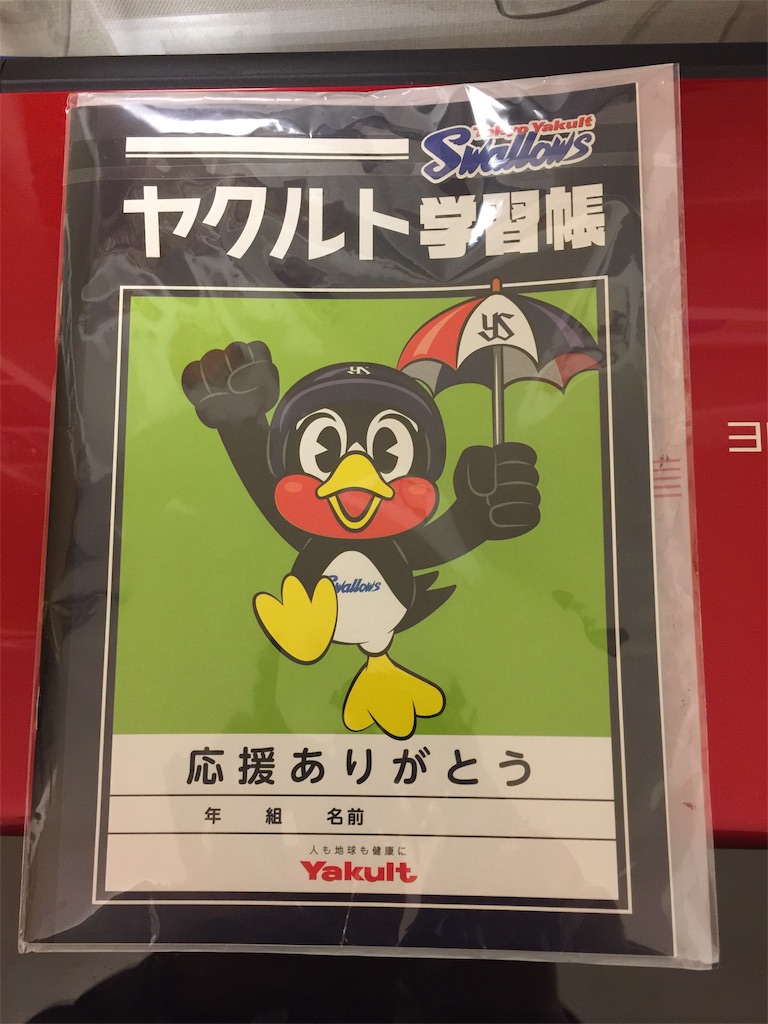 Tokyo Yakult
Swallows
ヤクルト学習帳
YS
YS
Swallows
応援ありがとう
年 組 名前
人も地球も健康に
Yakult